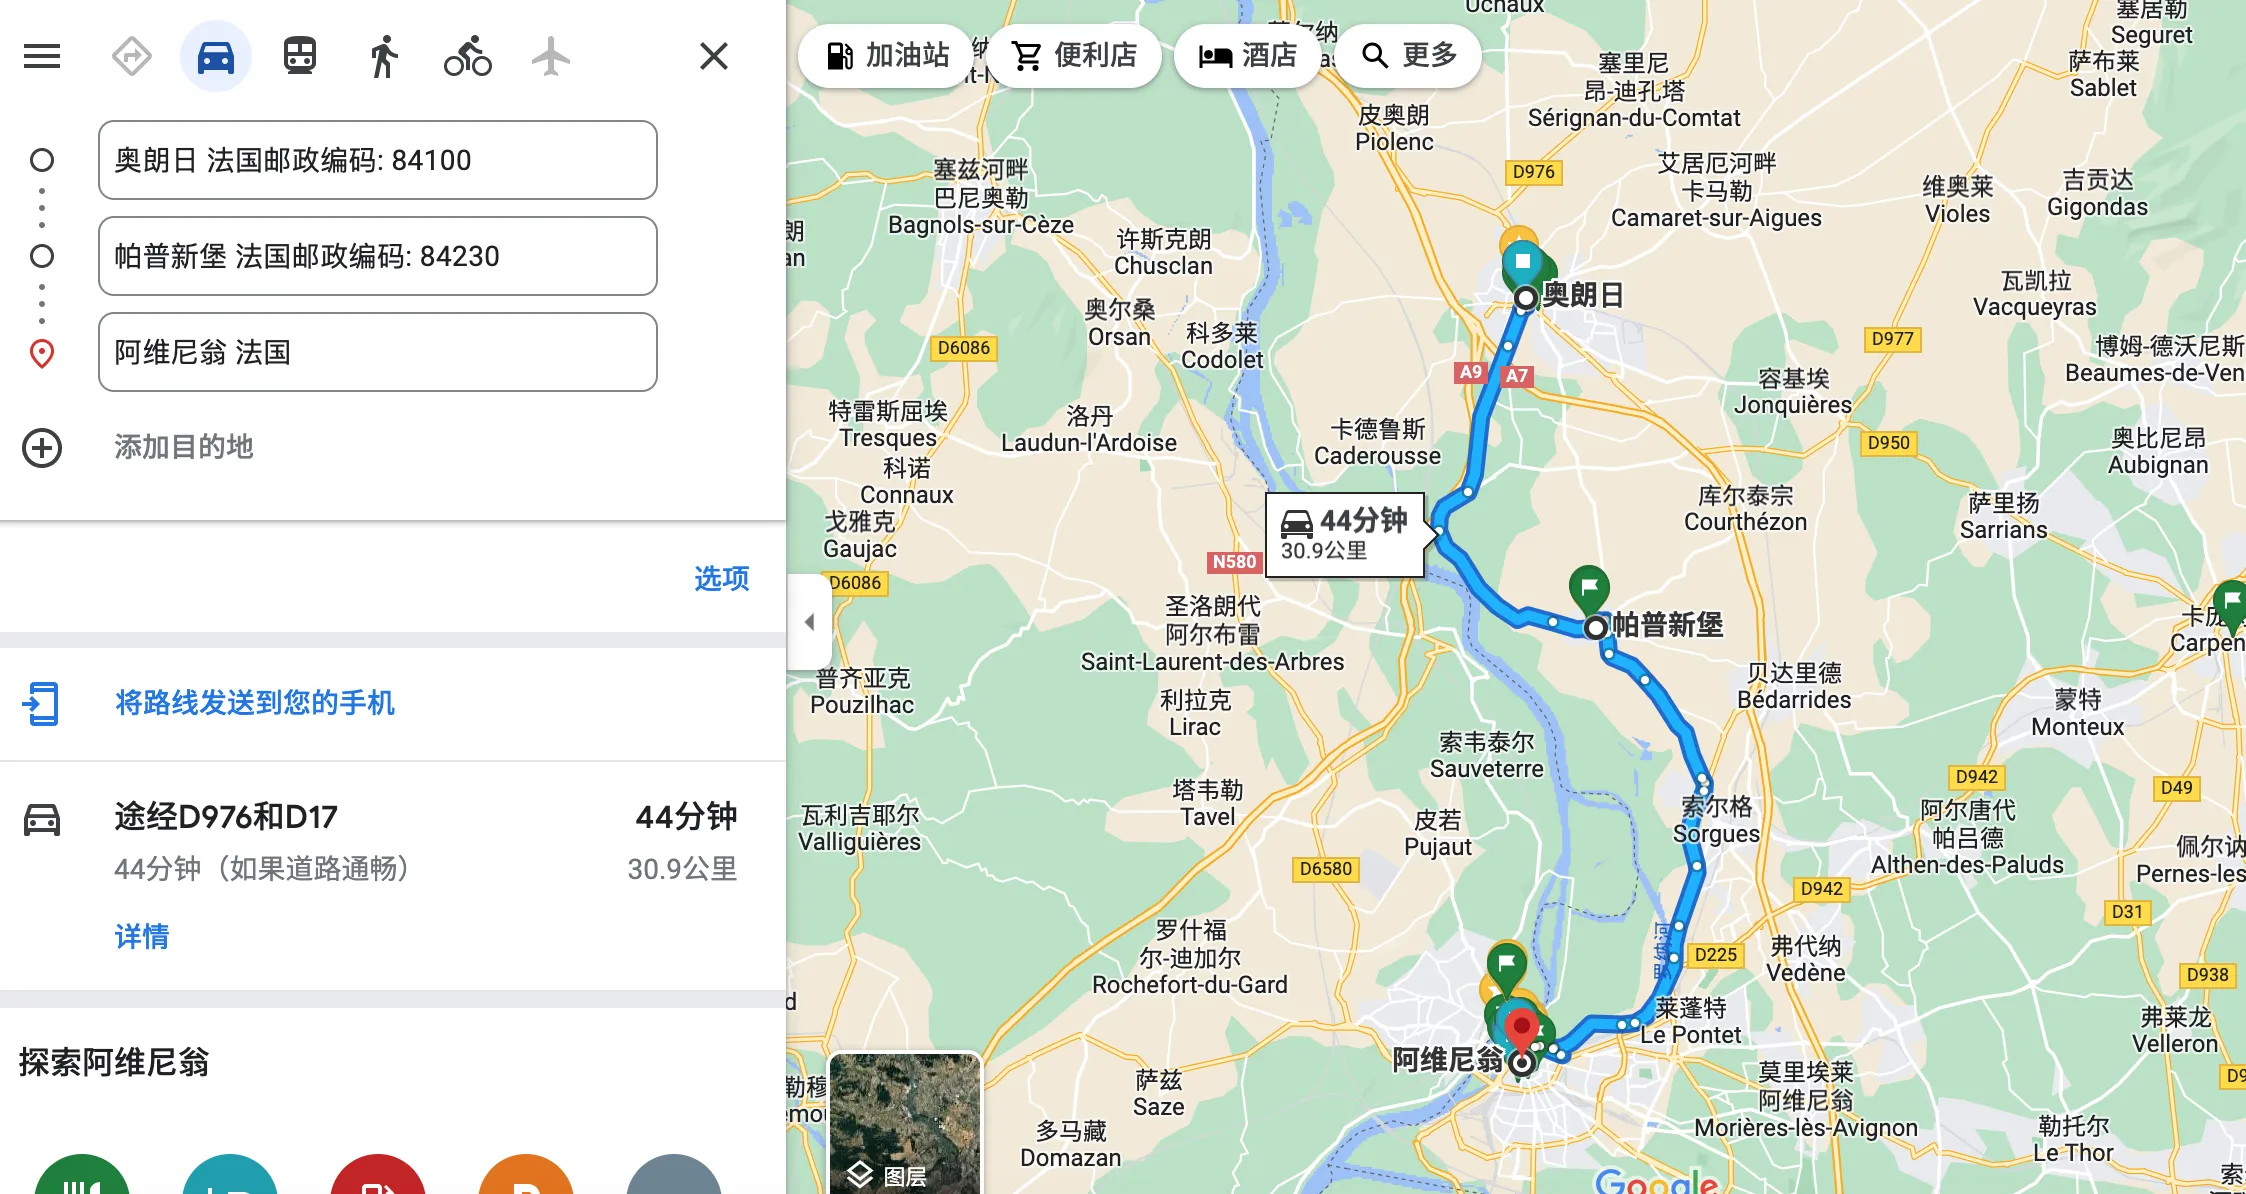 奥朗日 法国邮政编码: 84100
帕普新堡 法国邮政编码: 84230
阿维尼翁 法国
添加目的地
选项
将路线发送到您的手机
途经D976和D17
44分钟
44分钟（如果道路通畅）
30.9公里
详情
探索阿维尼翁
加油站
便利店
酒店
更多
Uchaux
塞居勒
Seguret
萨布莱
Sablet
塞里尼
昂-迪孔塔
Sérignan-du-Comtat
皮奥朗
Piolenc
D976
艾居厄河畔
卡马勒
Camaret-sur-Aigues
维奥莱
Violes
吉贡达
Gigondas
塞兹河畔
巴尼奥勒
Bagnols-sur-Cèze
许斯克朗
Chusclan
奥朗日
瓦凯拉
Vacqueyras
奥尔桑
Orsan
科多莱
Codolet
D6086
D977
博姆-德沃尼斯
Beaumes-de-Ven
A9
A7
容基埃
Jonquières
特雷斯屈埃
Tresques
洛丹
Laudun-l'Ardoise
卡德鲁斯
Caderousse
D950
奥比尼昂
Aubignan
科诺
Connaux
库尔泰宗
Courthézon
萨里扬
Sarrians
戈雅克
Gaujac
44分钟
30.9公里
N580
D6086
圣洛朗代
阿尔布雷
Saint-Laurent-des-Arbres
帕普新堡
Carpen
普齐亚克
Pouzilhac
利拉克
Lirac
贝达里德
Bédarrides
蒙特
Monteux
索韦泰尔
Sauveterre
塔韦勒
Tavel
D942
D49
瓦利吉耶尔
Valliguières
皮若
Pujaut
索尔格
Sorgues
阿尔唐代
帕吕德
Althen-des-Paluds
佩尔讷
Pernes-les
D6580
D942
D31
罗什福
尔-迪加尔
Rochefort-du-Gard
罗纳河
D225
弗代纳
Vedène
D938
莱蓬特
Le Pontet
弗莱龙
Velleron
阿维尼翁
萨兹
Saze
莫里埃莱
阿维尼翁
Morières-lès-Avignon
多马藏
Domazan
勒托尔
Le Thor
图层
Google